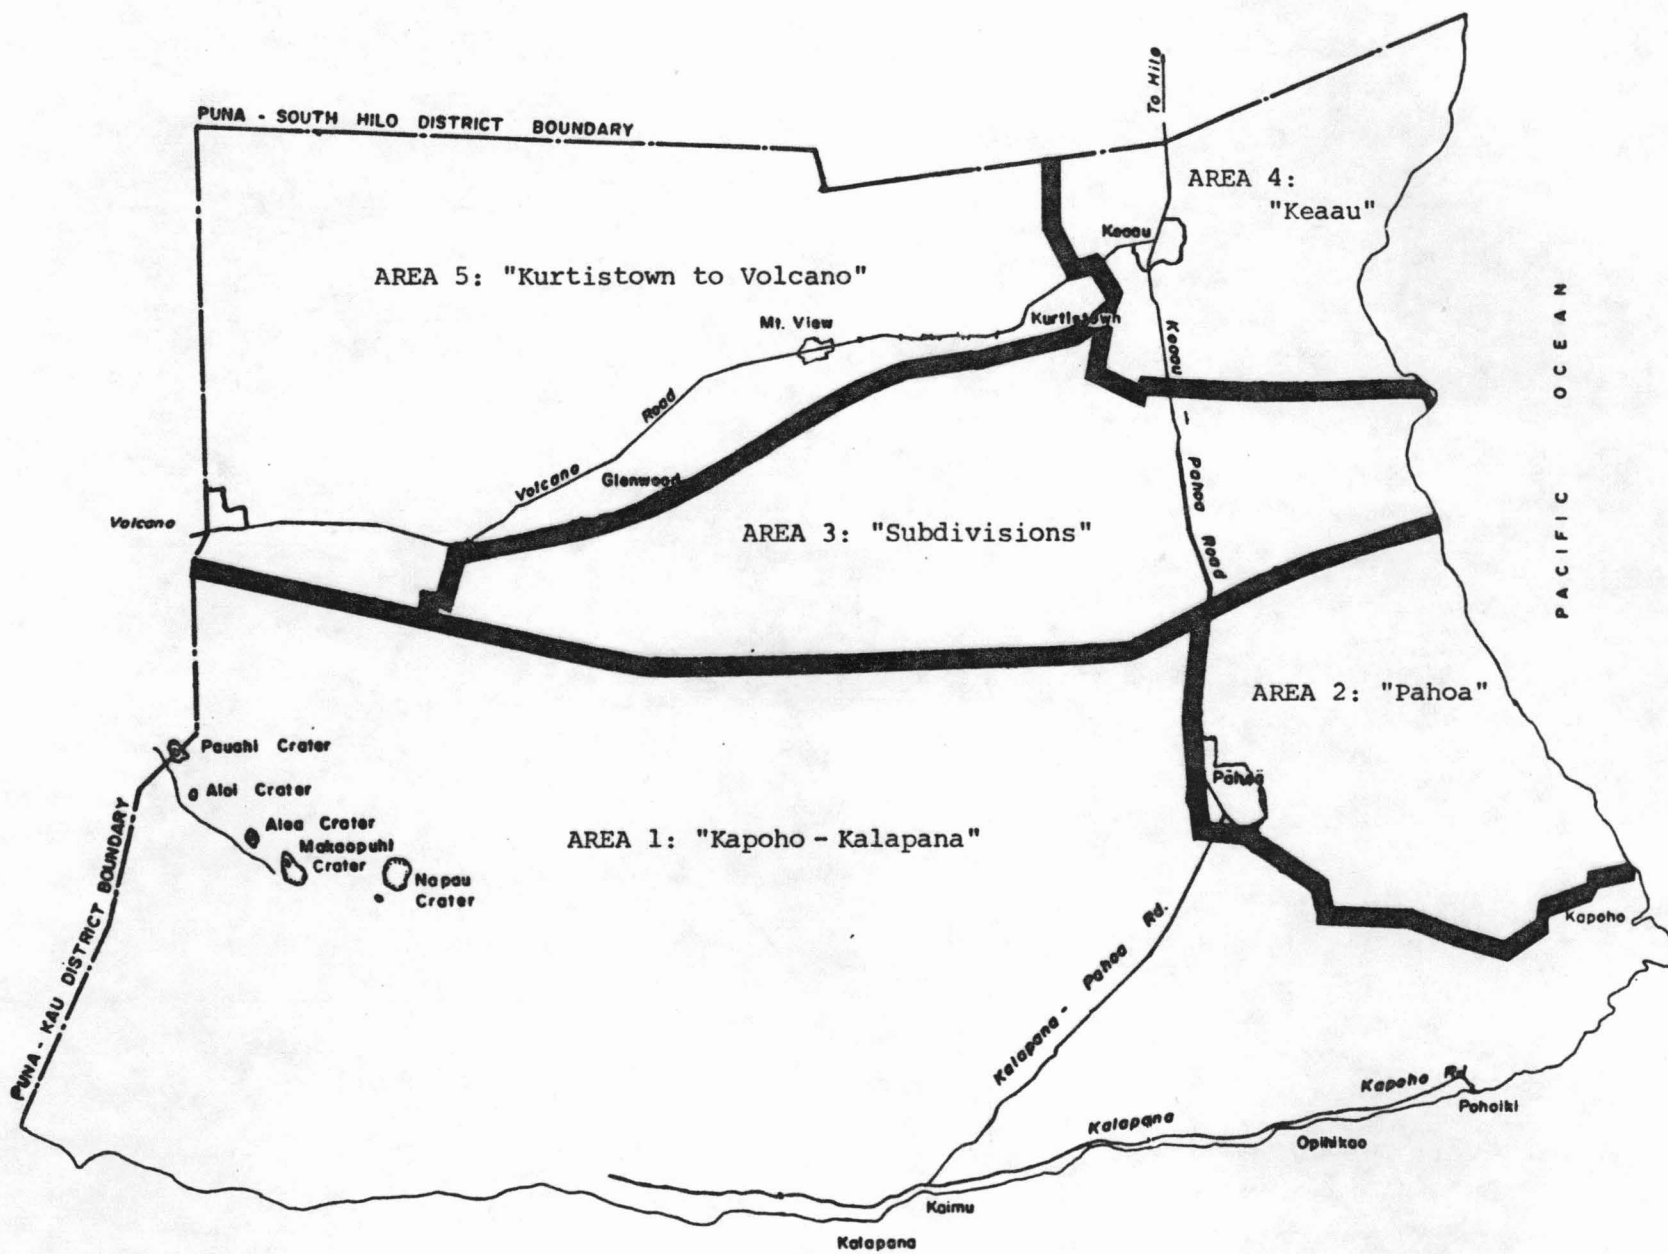 To Hilo
PUNA - SOUTH HILO DISTRICT BOUNDARY
AREA 4:
"Keaau"
Keaau
AREA 5: "Kurtistown to Volcano"
Kurtistown
Mt. View
Keaau - Pahoa Road
PACIFIC OCEAN
Volcano Road
Glenwood
Volcano
AREA 3: "Subdivisions"
AREA 2: "Pahoa"
Pauahi Crater
Pāhoā
Aloi Crater
Alea Crater
AREA 1: "Kapoho - Kalapana"
Makaopuhi
Crater
Napau
Crater
PUNA - KAU DISTRICT BOUNDARY
Kapoho
Kalapana - Pahoa Rd.
Kalapana Kapoho Rd
Pohoiki
Opihikao
Kaimu
Kalapana